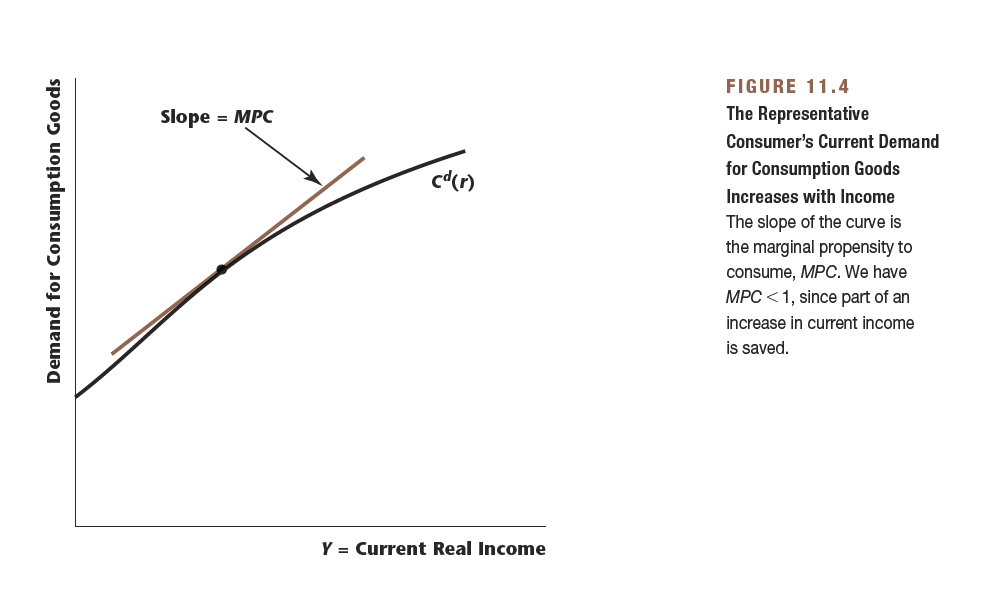 Demand for Consumption Goods
Slope = MPC
Cᵈ(r)
Y = Current Real Income
FIGURE 11.4
The Representative
Consumer’s Current Demand
for Consumption Goods
Increases with Income
The slope of the curve is
the marginal propensity to
consume, MPC. We have
MPC < 1, since part of an
increase in current income
is saved.